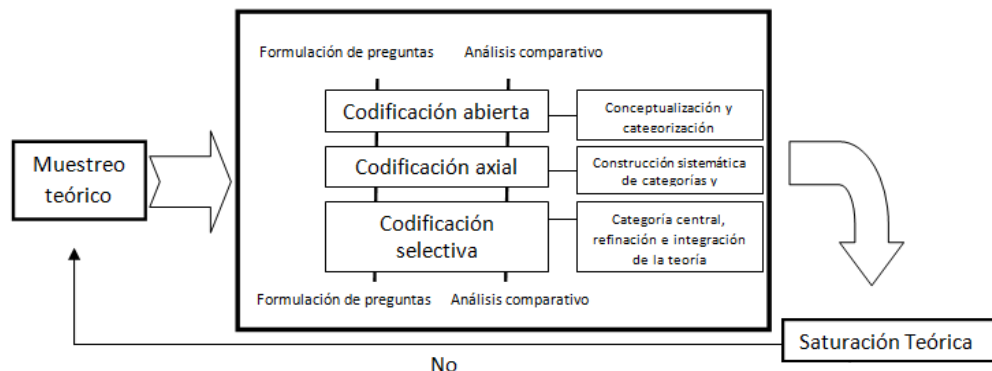 Formulación de preguntas
Análisis comparativo
Codificación abierta
Conceptualización y
categorización
Muestreo
teórico
Codificación axial
Construcción sistemática
de categorías y
Codificación
selectiva
Categoría central,
refinación e integración
de la teoría
Formulación de preguntas
Análisis comparativo
Saturación Teórica
No